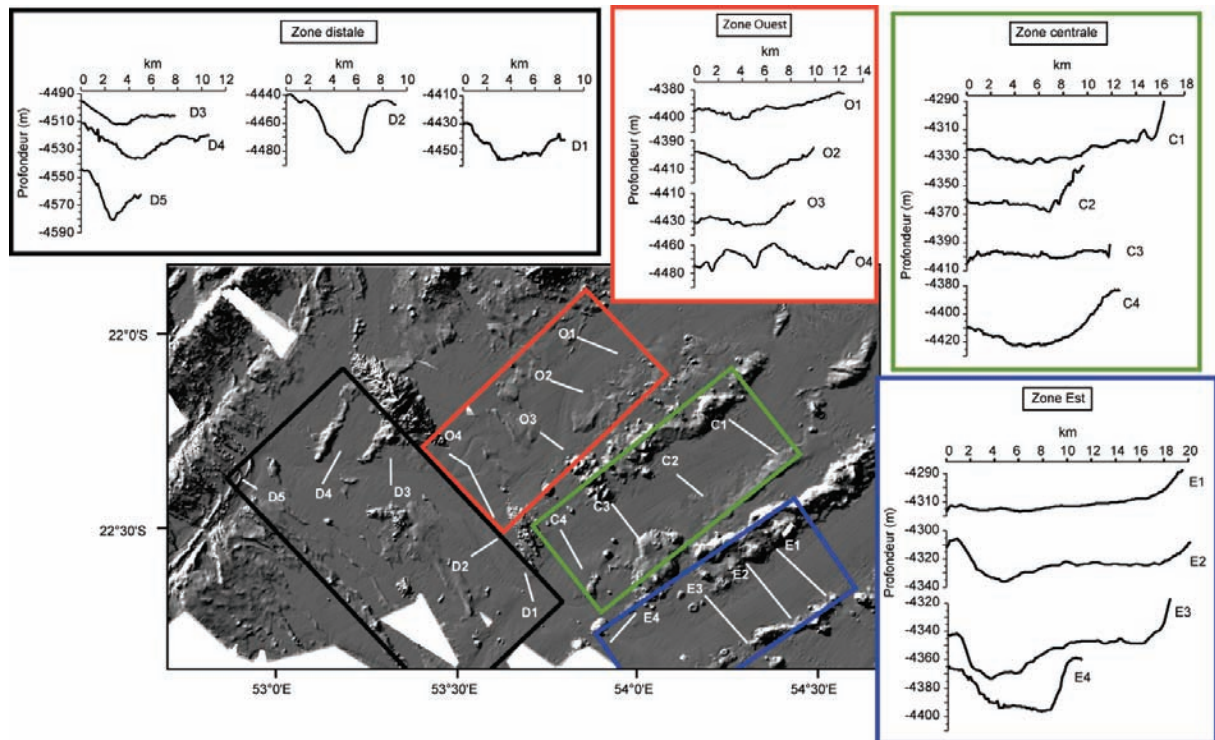 Zone distale
km
0 2 4 6 8 10 12
0 2 4 6 8 10
0 2 4 6 8 10 12
Profondeur (m)
-4490
-4510
-4530
-4550
-4570
-4590
D3
D4
D5
-4440
-4460
-4480
D2
-4410
-4430
-4450
D1
Zone Ouest
km
0 2 4 6 8 10 12 14
Profondeur (m)
-4380
-4400
O1
-4390
-4410
O2
-4410
-4430
O3
-4460
-4480
O4
Zone centrale
km
0 2 4 6 8 10 12 14 16 18
Profondeur (m)
-4290
-4310
-4330
C1
-4350
-4340
-4360
C2
-4370
-4390
C3
-4410
-4400
C4
-4420
Zone Est
km
0 2 4 6 8 10 12 14 16 18 20
Profondeur (m)
-4290
-4310
E1
-4300
-4320
E2
-4340
-4320
-4340
E3
-4360
E4
-4380
-4400
22°0'S
22°30'S
O1
O2
O3
O4
C1
C2
C3
C4
D5
D4
D3
D2
D1
E1
E2
E3
E4
53°0'E
53°30'E
54°0'E
54°30'E